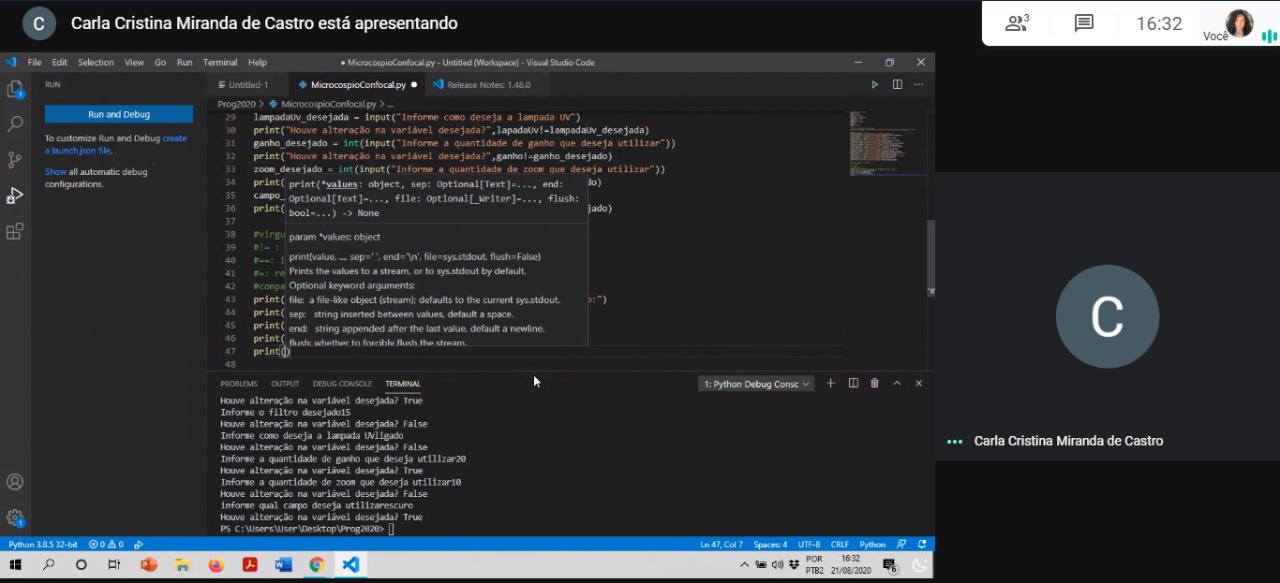 C Carla Cristina Miranda de Castro está apresentando
3 16:32 Você
File Edit Selection View Go Run Terminal Help
● MicrocospioConfocal.py - Untitled (Workspace) - Visual Studio Code
RUN
Untitled-1 MicrocospioConfocal.py ● Release Notes: 1.48.0
Run and Debug
To customize Run and Debug create
a launch.json file.
Show all automatic debug
configurations.
Prog2020 > MicrocospioConfocal.py > ...
29 lampadaUv_desejada = input("Informe como deseja a lampada UV")
30 print("Houve alteração na variável desejada?",lapadaUv!=lampadaUv_desejada)
31 ganho_desejado = int(input("Informe a quantidade de ganho que deseja utilizar"))
32 print("Houve alteração na variável desejada?",ganho!=ganho_desejado)
33 zoom_desejado = int(input("Informe a quantidade de zoom que deseja utilizar"))
34 print( do)
35 campo_
36 print( jado)
37
38 #virgu
39 #!= :
40 #==: i
41 #=: re
42 #compa
43 print( o:")
44 print(
45 print(
46 print(
47 print()
48
print(*values: object, sep: Optional[Text]=..., end:
Optional[Text]=..., file: Optional[_Writer]=..., flush:
bool=...) -> None
param *values: object
print(value, ..., sep=' ', end='\n', file=sys.stdout, flush=False)
Prints the values to a stream, or to sys.stdout by default.
Optional keyword arguments:
file: a file-like object (stream); defaults to the current sys.stdout.
sep: string inserted between values, default a space.
end: string appended after the last value, default a newline.
flush: whether to forcibly flush the stream.
PROBLEMS OUTPUT DEBUG CONSOLE TERMINAL 1: Python Debug Consc
Houve alteração na variável desejada? True
Informe o filtro desejado15
Houve alteração na variável desejada? False
Informe como deseja a lampada UVligado
Houve alteração na variável desejada? False
Informe a quantidade de ganho que deseja utilizar20
Houve alteração na variável desejada? True
Informe a quantidade de zoom que deseja utilizar10
Houve alteração na variável desejada? False
informe qual campo deseja utilizarescuro
Houve alteração na variável desejada? True
PS C:\Users\User\Desktop\Prog2020>
C
Carla Cristina Miranda de Castro
Python 3.8.5 32-bit 0 0 Ln 47, Col 7 Spaces: 4 UTF-8 CRLF Python
POR 16:32
PTB2 21/08/2020 6